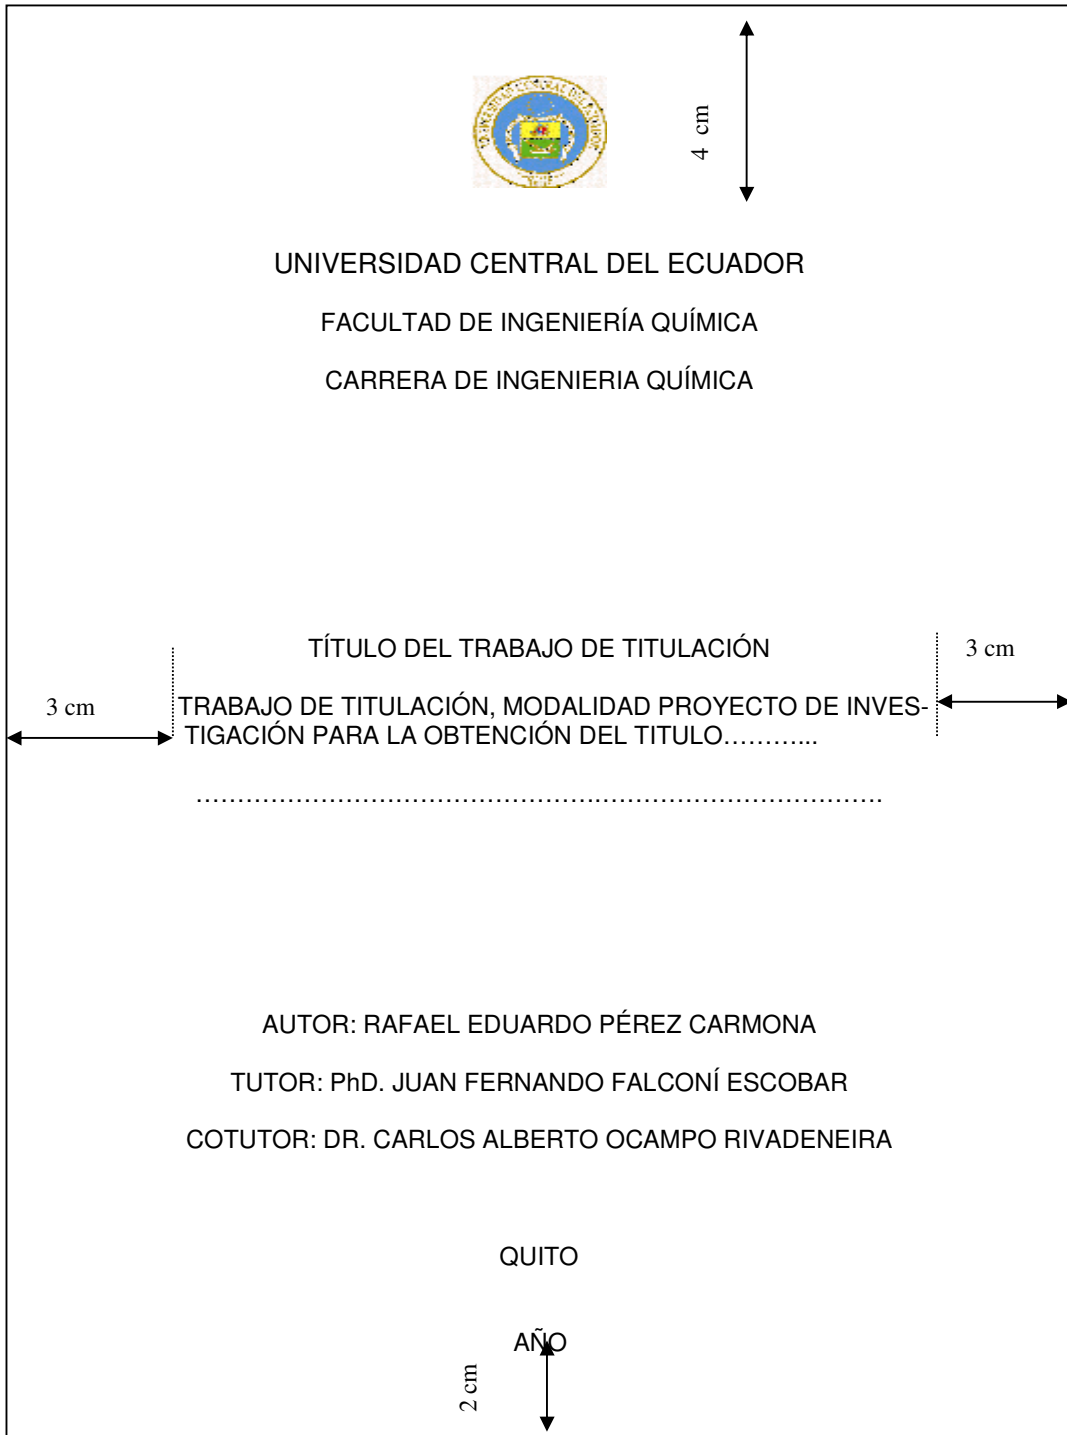 4 cm
UNIVERSIDAD CENTRAL DEL ECUADOR
FACULTAD DE INGENIERÍA QUÍMICA
CARRERA DE INGENIERIA QUÍMICA
TÍTULO DEL TRABAJO DE TITULACIÓN
3 cm
3 cm
TRABAJO DE TITULACIÓN, MODALIDAD PROYECTO DE INVES-
TIGACIÓN PARA LA OBTENCIÓN DEL TITULO…………..
……………………………………………………………………….
AUTOR: RAFAEL EDUARDO PÉREZ CARMONA
TUTOR: PhD. JUAN FERNANDO FALCONÍ ESCOBAR
COTUTOR: DR. CARLOS ALBERTO OCAMPO RIVADENEIRA
QUITO
AÑO
2 cm